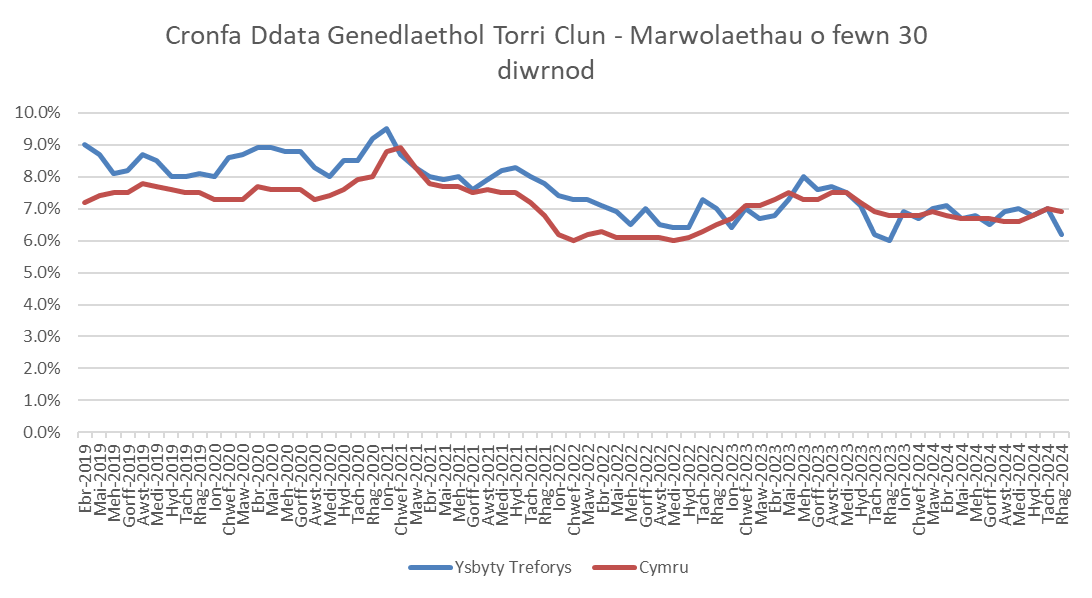 Cronfa Ddata Genedlaethol Torri Clun - Marwolaethau o fewn 30
diwrnod
10.0%
9.0%
8.0%
7.0%
6.0%
5.0%
4.0%
3.0%
2.0%
1.0%
0.0%
Ebr-2019
Mai-2019
Meh-2019
Gorff-2019
Awst-2019
Medi-2019
Hyd-2019
Tach-2019
Rhag-2019
Ion-2020
Chwef-2020
Maw-2020
Ebr-2020
Mai-2020
Meh-2020
Gorff-2020
Awst-2020
Medi-2020
Hyd-2020
Tach-2020
Rhag-2020
Ion-2021
Chwef-2021
Maw-2021
Ebr-2021
Mai-2021
Meh-2021
Gorff-2021
Awst-2021
Medi-2021
Hyd-2021
Tach-2021
Rhag-2021
Ion-2022
Chwef-2022
Maw-2022
Ebr-2022
Mai-2022
Meh-2022
Gorff-2022
Awst-2022
Medi-2022
Hyd-2022
Tach-2022
Rhag-2022
Ion-2023
Chwef-2023
Maw-2023
Ebr-2023
Mai-2023
Meh-2023
Gorff-2023
Awst-2023
Medi-2023
Hyd-2023
Tach-2023
Rhag-2023
Ion-2023
Chwef-2024
Maw-2024
Ebr-2024
Mai-2024
Meh-2024
Gorff-2024
Awst-2024
Medi-2024
Hyd-2024
Tach-2024
Rhag-2024
Ysbyty Treforys
Cymru